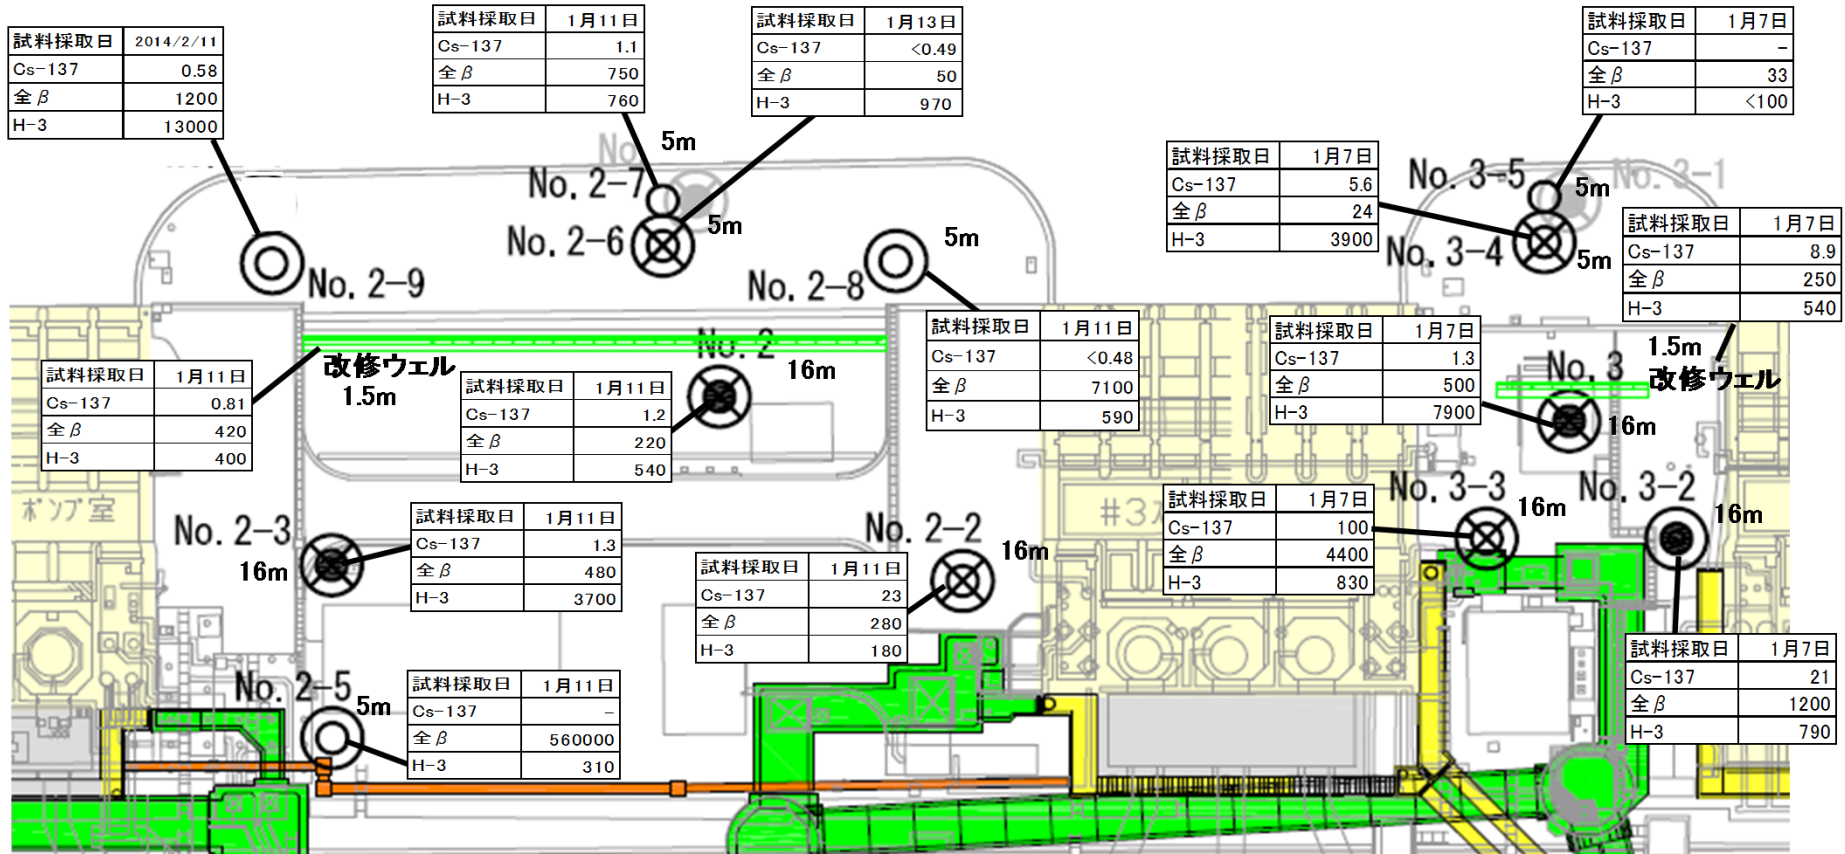 試料採取日 2014/2/11
Cs-137 0.58
全β 1200
H-3 13000
試料採取日 1月11日
Cs-137 1.1
全β 750
H-3 760
試料採取日 1月13日
Cs-137 <0.49
全β 50
H-3 970
試料採取日 1月7日
Cs-137 -
全β 33
H-3 <100
試料採取日 1月7日
Cs-137 5.6
全β 24
H-3 3900
試料採取日 1月7日
Cs-137 8.9
全β 250
H-3 540
No 5m
No. 2-7
No. 2-6 5m
No. 2-9
No. 2-8 5m
No. 3-5 5m No. 3-1
No. 3-4 5m
試料採取日 1月11日
Cs-137 0.81
全β 420
H-3 400
改修ウェル
1.5m
No. 2 16m
試料採取日 1月11日
Cs-137 1.2
全β 220
H-3 540
試料採取日 1月11日
Cs-137 <0.48
全β 7100
H-3 590
試料採取日 1月7日
Cs-137 1.3
全β 500
H-3 7900
No. 3
16m
1.5m
改修ウェル
ポンプ室
No. 2-3
16m
試料採取日 1月11日
Cs-137 1.3
全β 480
H-3 3700
No. 2-2
16m
試料採取日 1月11日
Cs-137 23
全β 280
H-3 180
#3ス
試料採取日 1月7日
Cs-137 100
全β 4400
H-3 830
No. 3-3 16m
No. 3-2 16m
No. 2-5 5m
試料採取日 1月11日
Cs-137 -
全β 560000
H-3 310
試料採取日 1月7日
Cs-137 21
全β 1200
H-3 790